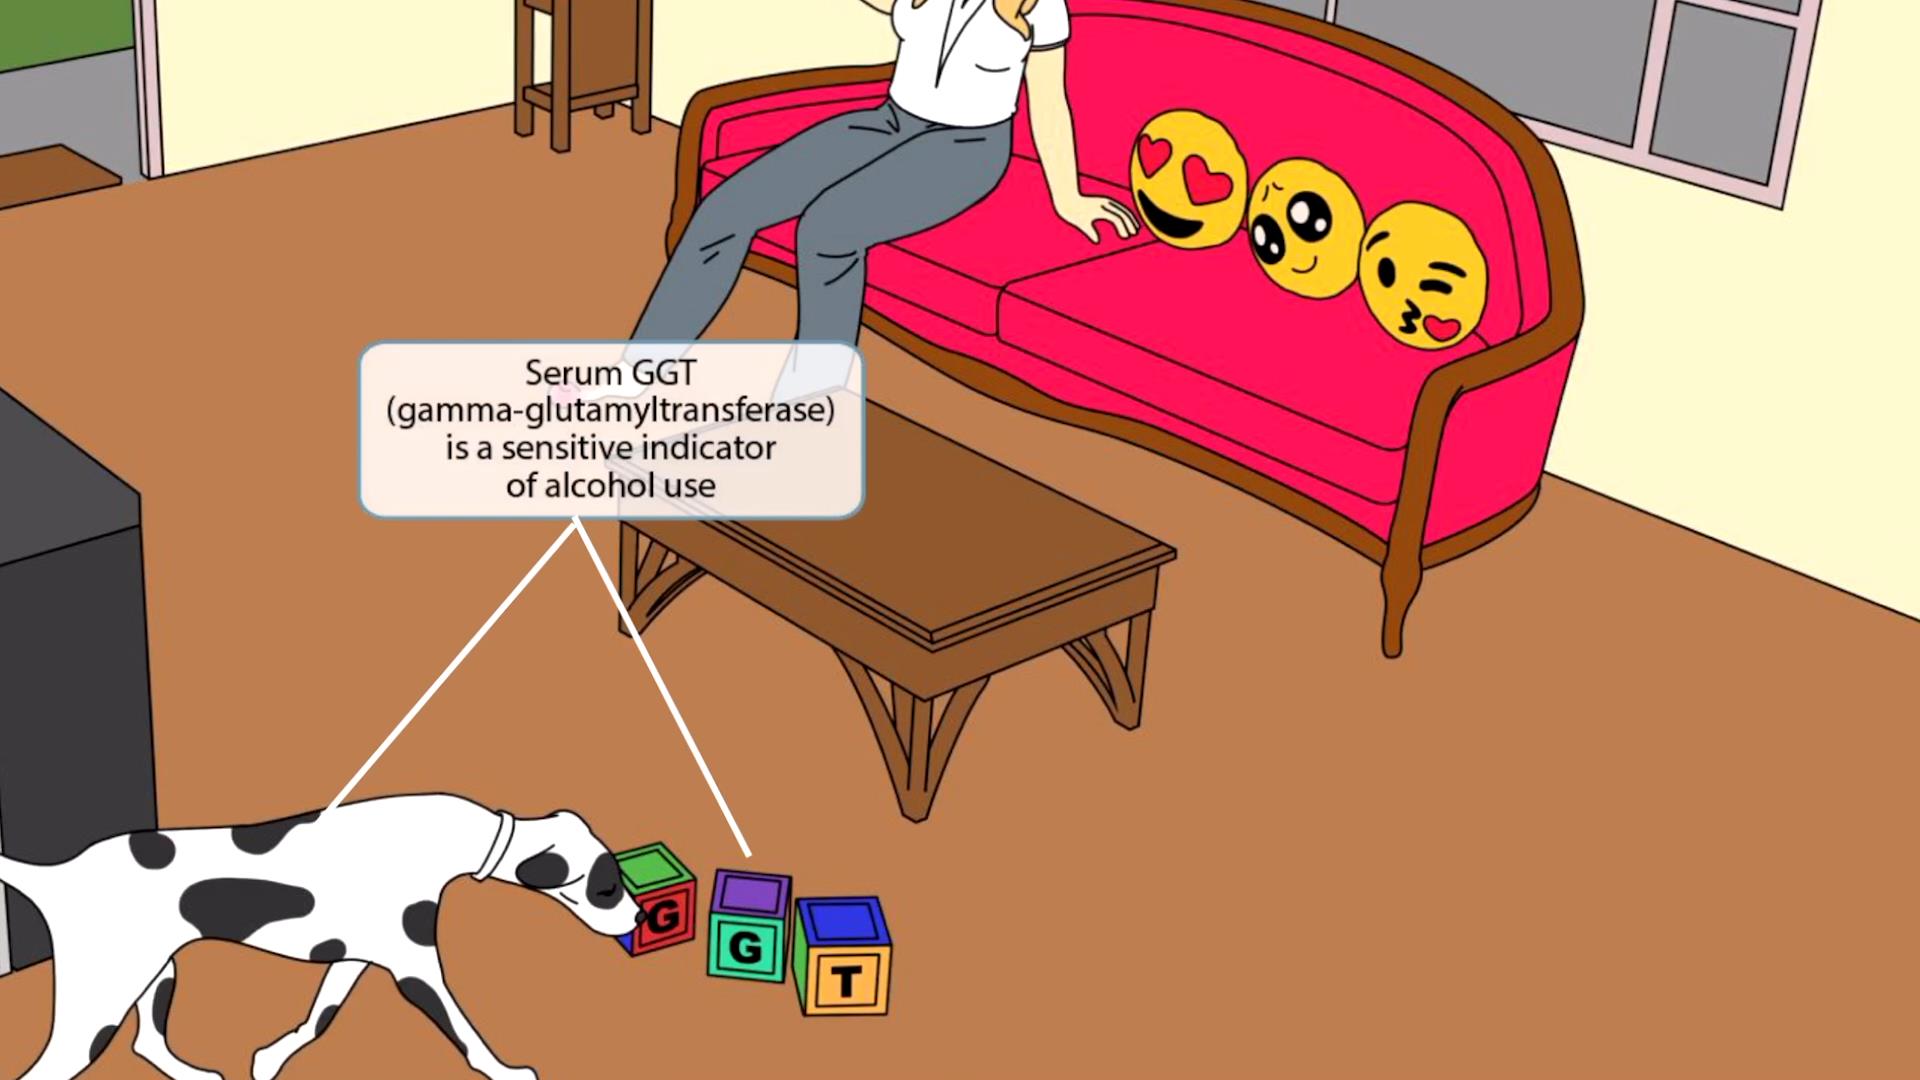 Serum GGT
(gamma-glutamyltransferase)
is a sensitive indicator
of alcohol use
G
G
T